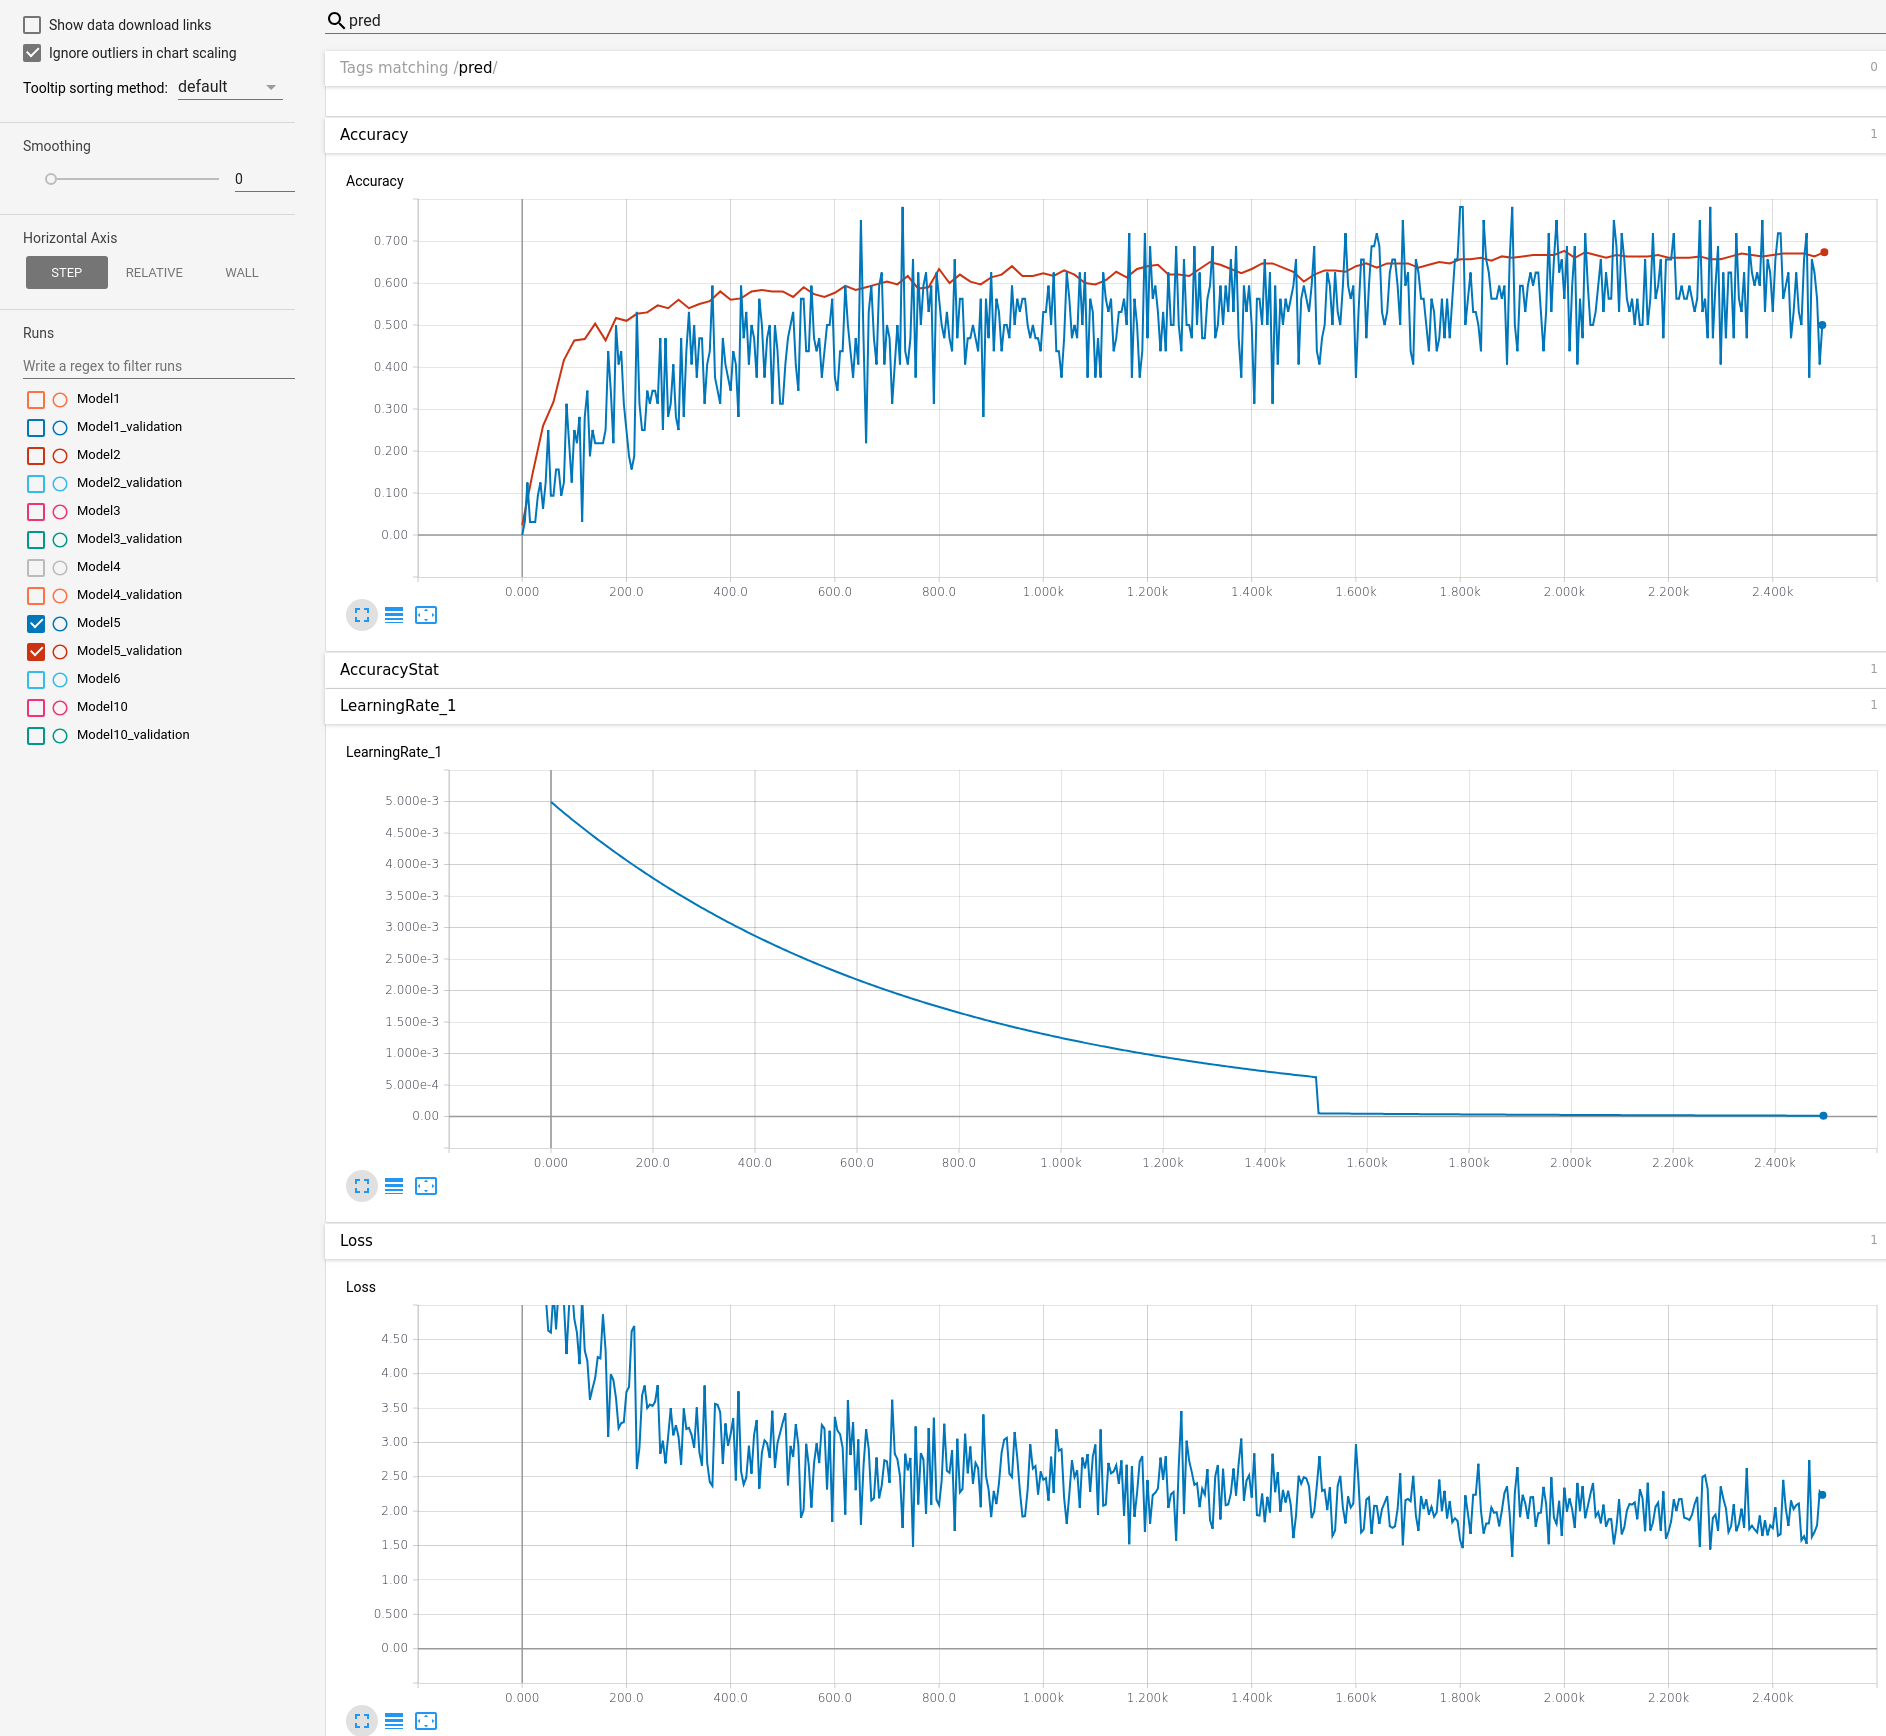 Show data download links
Ignore outliers in chart scaling
Tooltip sorting method: default
Smoothing
0
Horizontal Axis
STEP RELATIVE WALL
Runs
Write a regex to filter runs
Model1
Model1_validation
Model2
Model2_validation
Model3
Model3_validation
Model4
Model4_validation
Model5
Model5_validation
Model6
Model10
Model10_validation
pred
Tags matching /pred/ 0
Accuracy 1
Accuracy
0.700
0.600
0.500
0.400
0.300
0.200
0.100
0.00
0.000 200.0 400.0 600.0 800.0 1.000k 1.200k 1.400k 1.600k 1.800k 2.000k 2.200k 2.400k
AccuracyStat 1
LearningRate_1 1
LearningRate_1
5.000e-3
4.500e-3
4.000e-3
3.500e-3
3.000e-3
2.500e-3
2.000e-3
1.500e-3
1.000e-3
5.000e-4
0.00
0.000 200.0 400.0 600.0 800.0 1.000k 1.200k 1.400k 1.600k 1.800k 2.000k 2.200k 2.400k
Loss 1
Loss
4.50
4.00
3.50
3.00
2.50
2.00
1.50
1.00
0.500
0.00
0.000 200.0 400.0 600.0 800.0 1.000k 1.200k 1.400k 1.600k 1.800k 2.000k 2.200k 2.400k